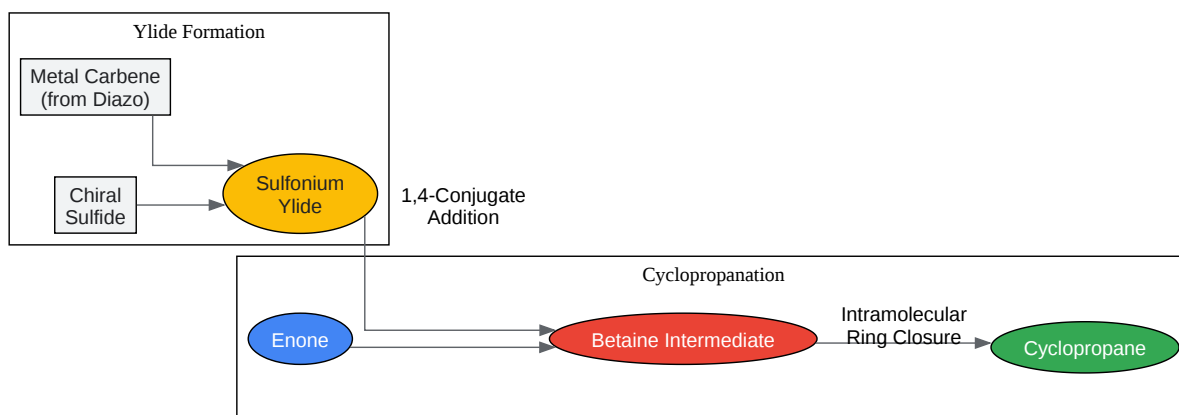 Ylide Formation
Metal Carbene
(from Diazo)
Chiral
Sulfide
Sulfonium
Ylide
1,4-Conjugate
Addition
Cyclopropanation
Enone
Betaine Intermediate
Intramolecular
Ring Closure
Cyclopropane